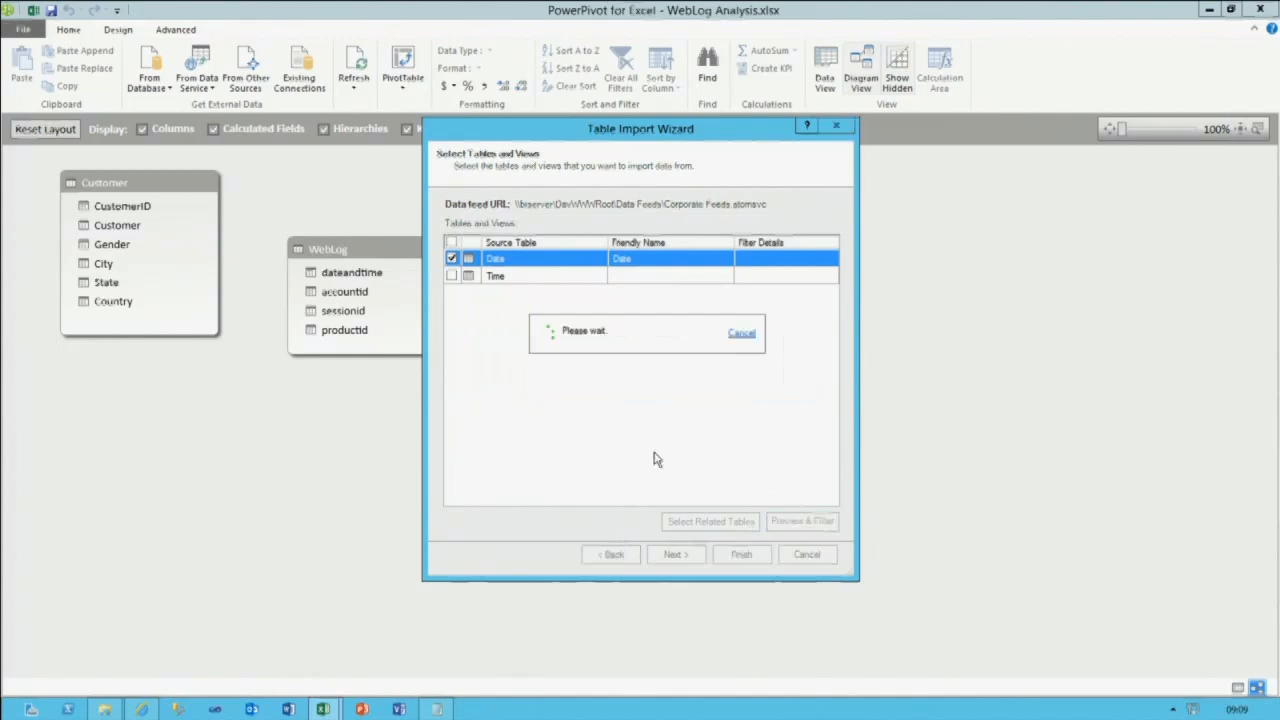 PowerPivot for Excel - WebLog Analysis.xlsx
File Home Design Advanced
Paste
Paste Append
Paste Replace
Copy
Clipboard
From Database
From Data Service
From Other Sources
Existing Connections
Get External Data
Refresh
PivotTable
Data Type :
Format :
$ % ,
Formatting
Sort A to Z
Sort Z to A
Clear Sort
Clear All Filters
Sort by Column
Sort and Filter
Find
Find
AutoSum
Create KPI
Calculations
Data View
Diagram View
Show Hidden
Calculation Area
View
Reset Layout Display: Columns Calculated Fields Hierarchies K
100%
Customer
CustomerID
Customer
Gender
City
State
Country
WebLog
dateandtime
accountid
sessionid
productid
Table Import Wizard
Select Tables and Views
Select the tables and views that you want to import data from.
Data feed URL: \\biserver\DavWWWRoot\Data Feeds\Corporate Feeds.atomsvc
Tables and Views:
Source Table Friendly Name Filter Details
Date Date
Time
Please wait.
Cancel
Select Related Tables Preview & Filter
< Back Next > Finish Cancel
09:09